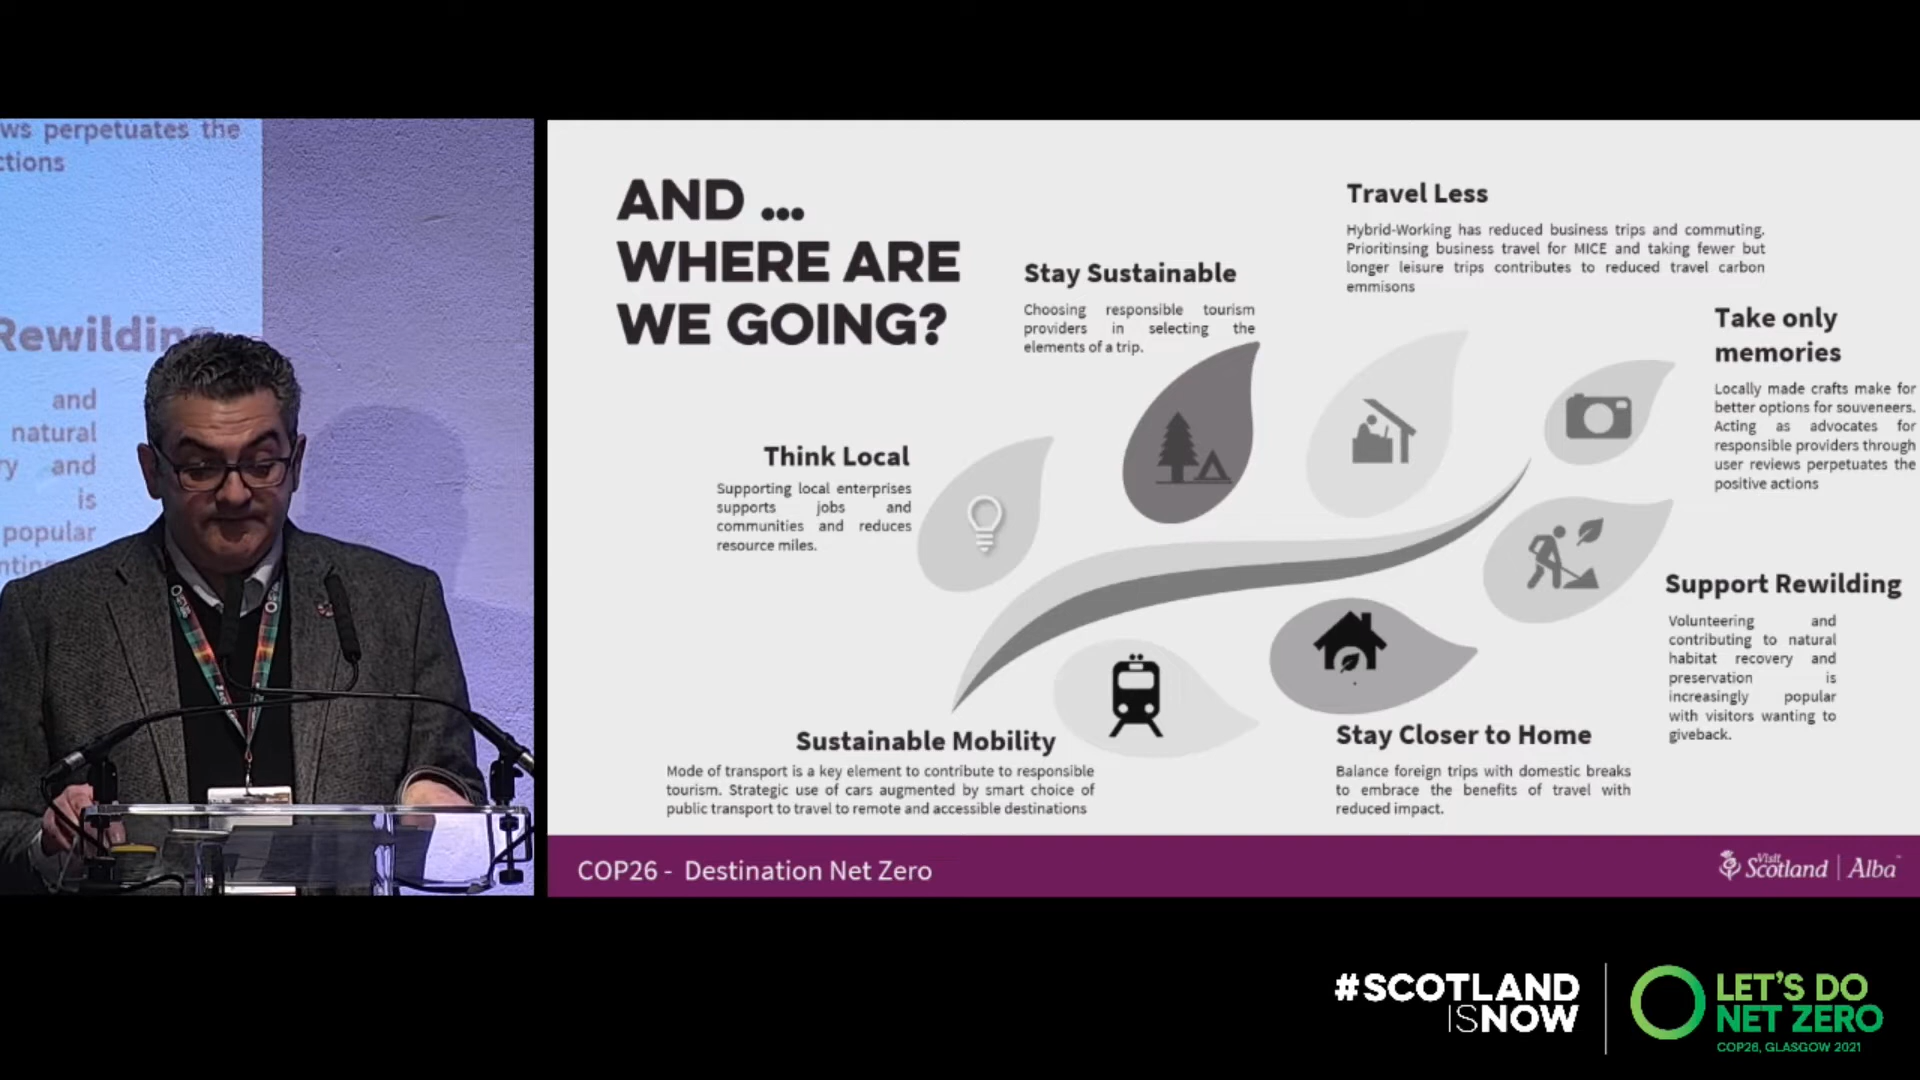 ws perpetuates the
ctions
Rewilding
and
natural
ry and
is
popular
AND ...
WHERE ARE
WE GOING?
Stay Sustainable
Choosing responsible tourism
providers in selecting the
elements of a trip.
Travel Less
Hybrid-Working has reduced business trips and commuting.
Prioritinsing business travel for MICE and taking fewer but
longer leisure trips contributes to reduced travel carbon
emmisons
Take only
memories
Locally made crafts make for
better options for souveneers.
Acting as advocates for
responsible providers through
user reviews perpetuates the
positive actions
Think Local
Supporting local enterprises
supports jobs and
communities and reduces
resource miles.
Support Rewilding
Volunteering and
contributing to natural
habitat recovery and
preservation is
increasingly popular
with visitors wanting to
giveback.
Sustainable Mobility
Mode of transport is a key element to contribute to responsible
tourism. Strategic use of cars augmented by smart choice of
public transport to travel to remote and accessible destinations
Stay Closer to Home
Balance foreign trips with domestic breaks
to embrace the benefits of travel with
reduced impact.
COP26 - Destination Net Zero
Visit
Scotland | Alba
#SCOTLAND
ISNOW
LET'S DO
NET ZERO
COP26, GLASGOW 2021